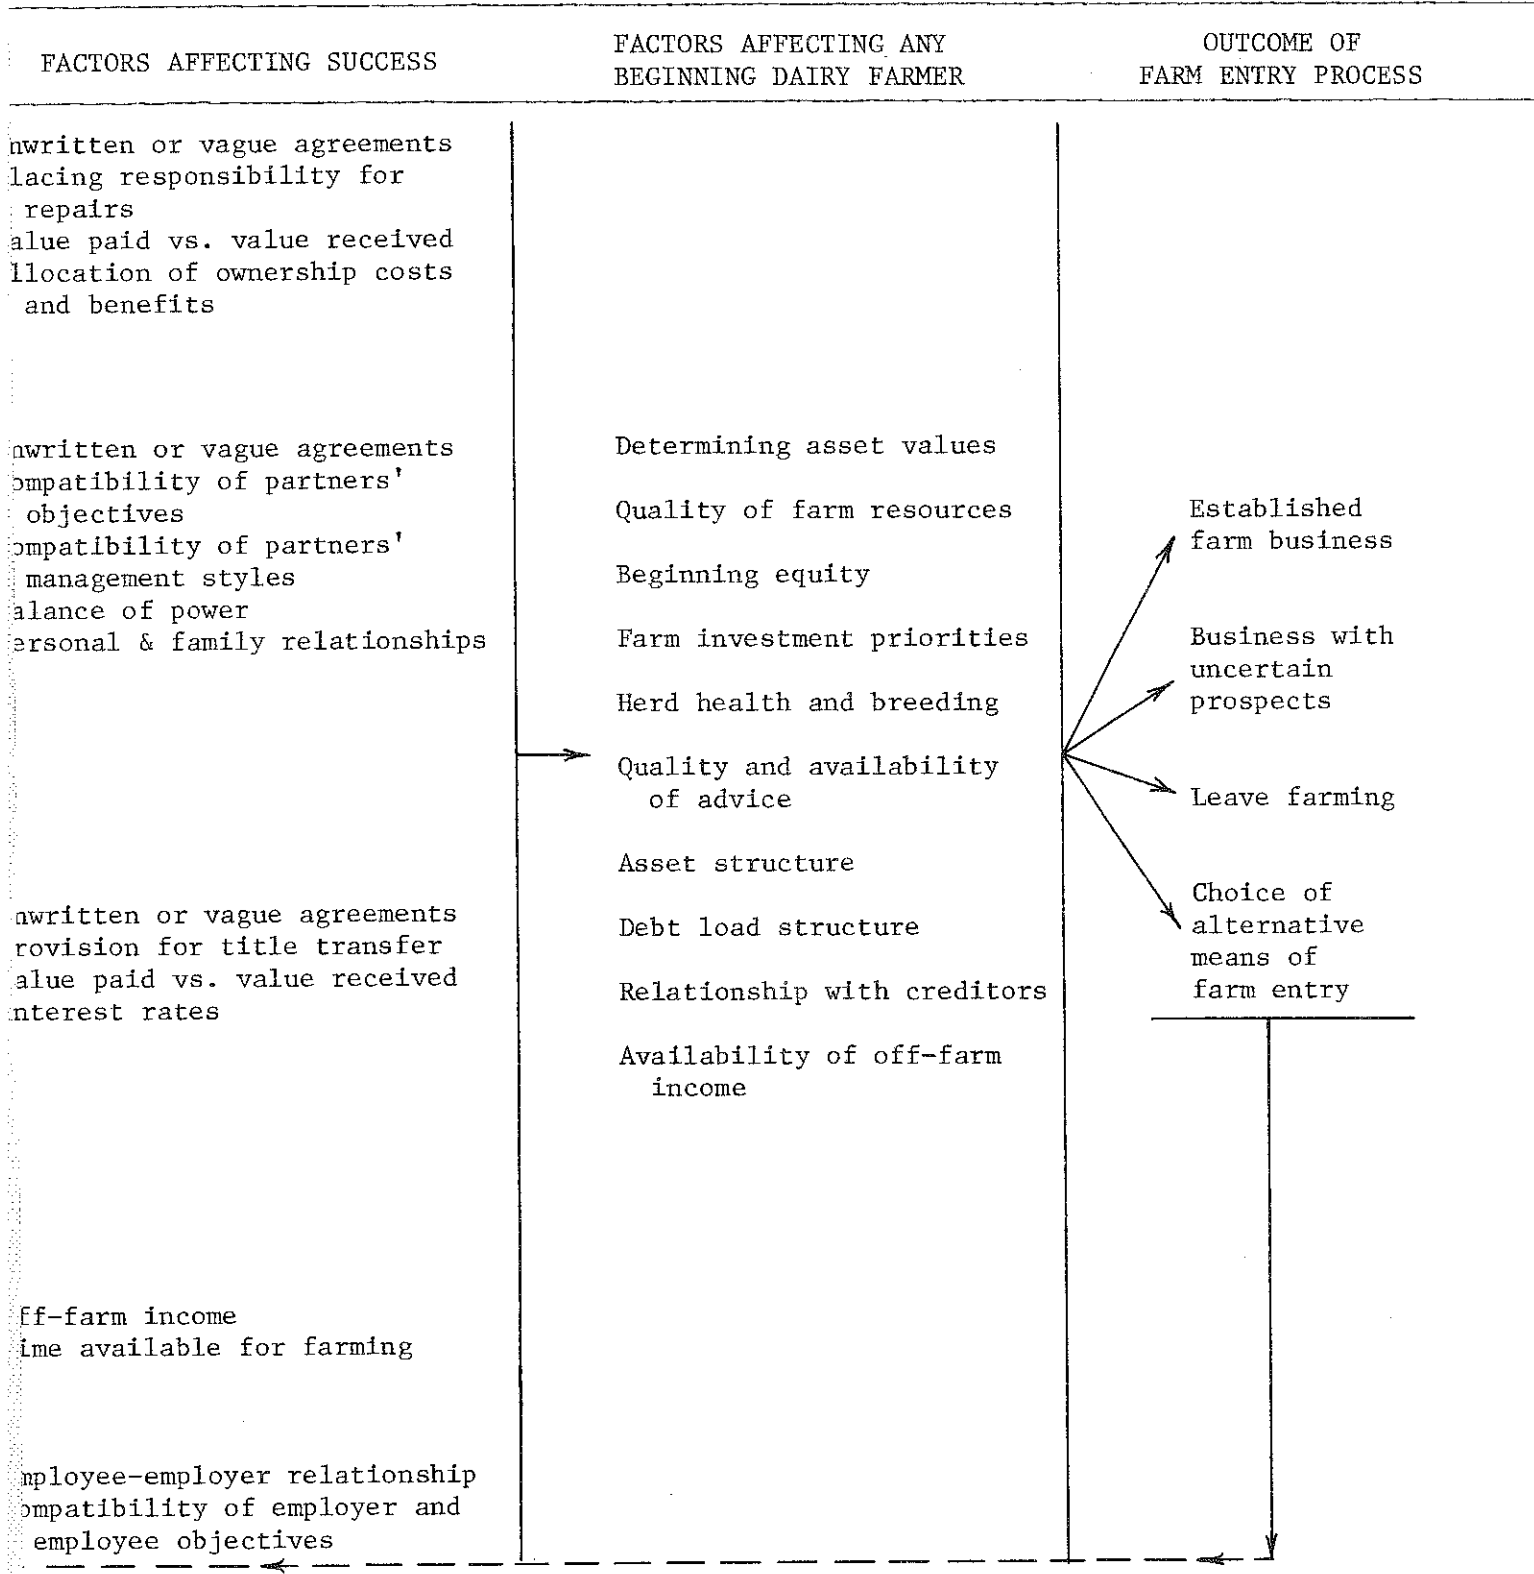 FACTORS AFFECTING SUCCESS
nwritten or vague agreements
lacing responsibility for
repairs
alue paid vs. value received
llocation of ownership costs
and benefits
nwritten or vague agreements
ompatibility of partners'
objectives
ompatibility of partners'
management styles
alance of power
ersonal & family relationships
nwritten or vague agreements
rovision for title transfer
alue paid vs. value received
nterest rates
ff-farm income
ime available for farming
mployee-employer relationship
ompatibility of employer and
employee objectives
FACTORS AFFECTING ANY
BEGINNING DAIRY FARMER
Determining asset values
Quality of farm resources
Beginning equity
Farm investment priorities
Herd health and breeding
Quality and availability
of advice
Asset structure
Debt load structure
Relationship with creditors
Availability of off-farm
income
OUTCOME OF
FARM ENTRY PROCESS
Established
farm business
Business with
uncertain
prospects
Leave farming
Choice of
alternative
means of
farm entry